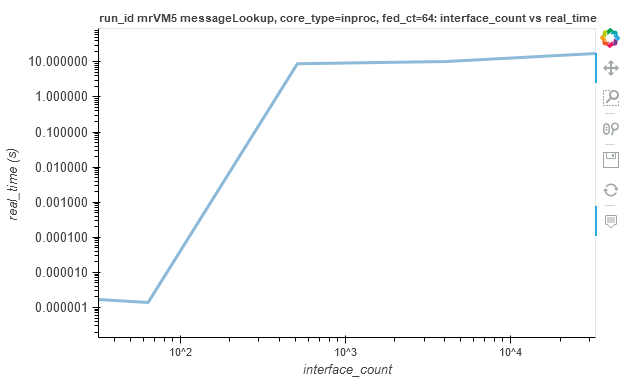 run_id mrVM5 messageLookup, core_type=inproc, fed_ct=64: interface_count vs real_time
real_time (s)
10.000000
1.000000
0.100000
0.010000
0.001000
0.000100
0.000010
0.000001
10^2 10^3 10^4
interface_count